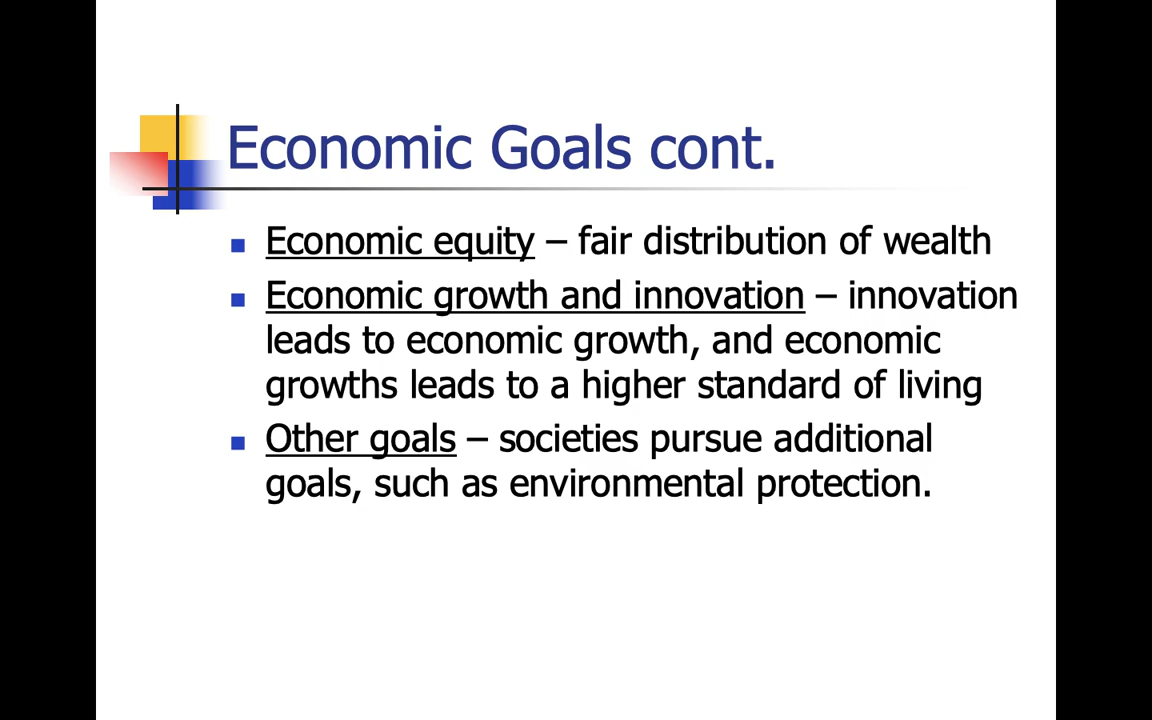 Economic Goals cont.
Economic equity – fair distribution of wealth
Economic growth and innovation – innovation
leads to economic growth, and economic
growths leads to a higher standard of living
Other goals – societies pursue additional
goals, such as environmental protection.